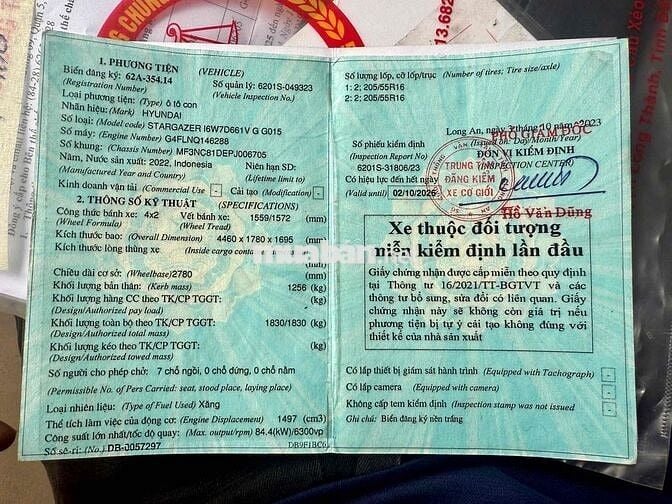 1. PHƯƠNG TIỆN (VEHICLE)
Biển đăng ký: 62A-354.14 Số quản lý: 6201S-049323
(Registration Number) (Vehicle Inspection No.)
Loại phương tiện: (Type) ô tô con
Nhãn hiệu: (Mark) HYUNDAI
Số loại: (Model code) STARGAZER I6W7D661V G G015
Số máy: (Engine Number) G4FLNQ146288
Số khung: (Chassis Number) MF3NC81DEPJ006705
Năm, Nước sản xuất: 2022, Indonesia Niên hạn SD:
(Manufactured Year and Country) (Lifetime limit to)
Kinh doanh vận tải (Commercial Use) - Cải tạo (Modification) -
2. THÔNG SỐ KỸ THUẬT (SPECIFICATIONS)
Công thức bánh xe: 4x2 Vết bánh xe: 1559/1572 (mm)
(Wheel Formula) (Wheel Tread)
Kích thước bao: (Overall Dimension) 4460 x 1780 x 1695 (mm)
Kích thước lòng thùng xe (Inside cargo
(mm)
Chiều dài cơ sở: (Wheelbase) 2780 (mm)
Khối lượng bản thân: (Kerb mass) 1256 (kg)
Khối lượng hàng CC theo TK/CP TGGT: (kg)
(Design/Authorized pay load)
Khối lượng toàn bộ theo TK/CP TGGT: 1830/1830 (kg)
(Design/Authorized total mass)
Khối lượng kéo theo TK/CP TGGT: (kg)
(Design/Authorized towed mass)
Số người cho phép chở: 7 chỗ ngồi, 0 chỗ đứng, 0 chỗ nằm
(Permissible No. of Pers Carried: seat, stood place, laying place)
Loại nhiên liệu: (Type of Fuel Used) Xăng
Thể tích làm việc của động cơ: (Engine Displacement) 1497 (cm3)
Công suất lớn nhất/tốc độ quay: (Max. output/rpm) 84.4(kW)/6300vp
Số sê-ri: (No.) DB-0057297
Số lượng lốp, cỡ lốp/trục (Number of tires; Tire size/axle)
1: 2; 205/55R16
2: 2; 205/55R16
Long An, ngày 3 tháng 10 năm 2023
(Issued on: Day/Month/Year)
PHÓ GIÁM ĐỐC
Số phiếu kiểm định ĐƠN VỊ KIỂM ĐỊNH
(Inspection Report No) (INSPECTION CENTER)
6201S-31806/23
Có hiệu lực đến hết ngày
(Valid until) 02/10/2026
TRUNG TÂM
ĐĂNG KIỂM
XE CƠ GIỚI
Hồ Văn Dũng
Xe thuộc đối tượng
miễn kiểm định lần đầu
Giấy chứng nhận được cấp miễn theo quy định
tại Thông tư 16/2021/TT-BGTVT và các
thông tư bổ sung, sửa đổi có liên quan. Giấy
chứng nhận này sẽ không còn giá trị nếu
phương tiện bị tự ý cải tạo không đúng với
thiết kế của nhà sản xuất
Có lắp thiết bị giám sát hành trình (Equipped with Tachograph) -
Có lắp camera (Equipped with camera) -
Không cấp tem kiểm định (Inspection stamp was not issued) -
Ghi chú: Biển đăng ký nền trắng